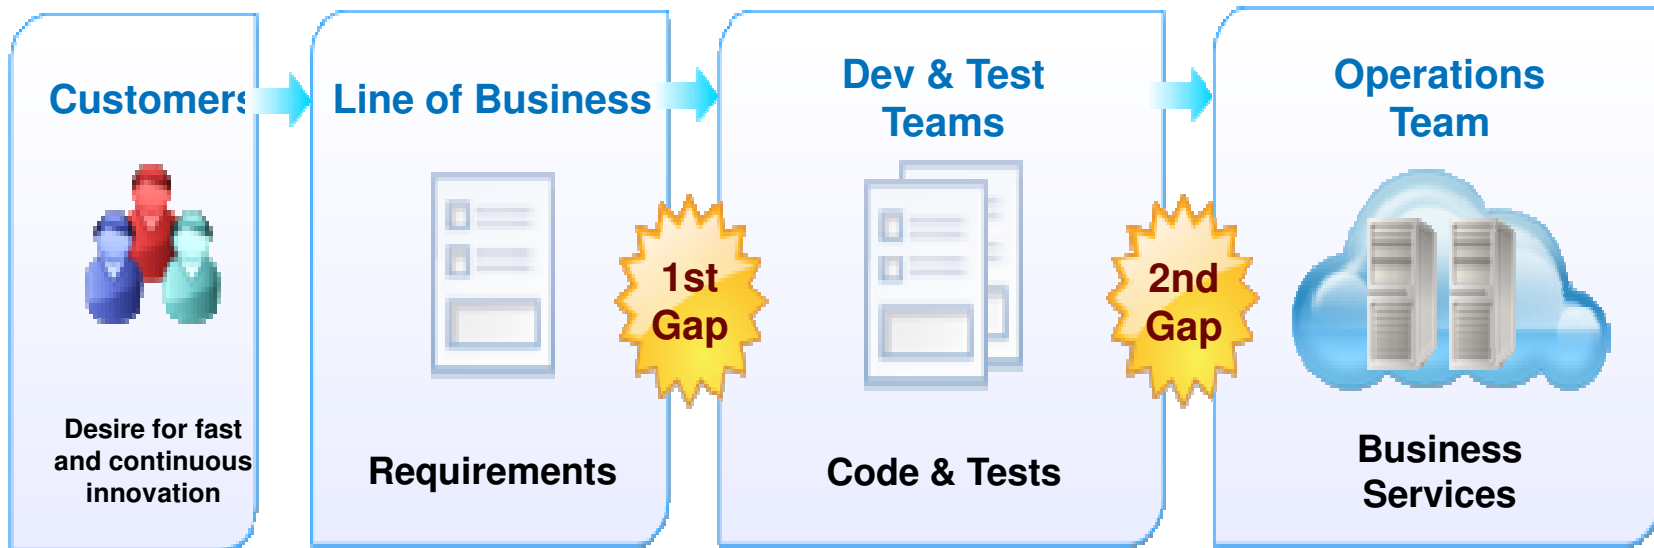 Customers
Desire for fast
and continuous
innovation
Line of Business
Requirements
1st
Gap
Dev & Test
Teams
Code & Tests
2nd
Gap
Operations
Team
Business
Services